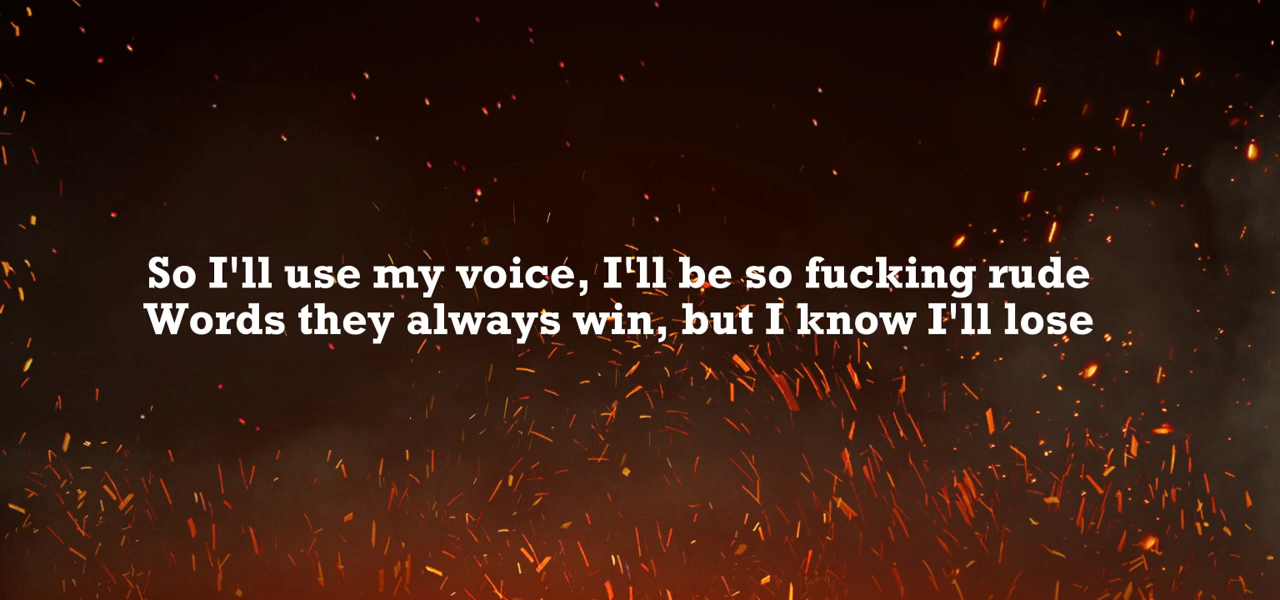 So I'll use my voice, I'll be so fucking rude
Words they always win, but I know I'll lose